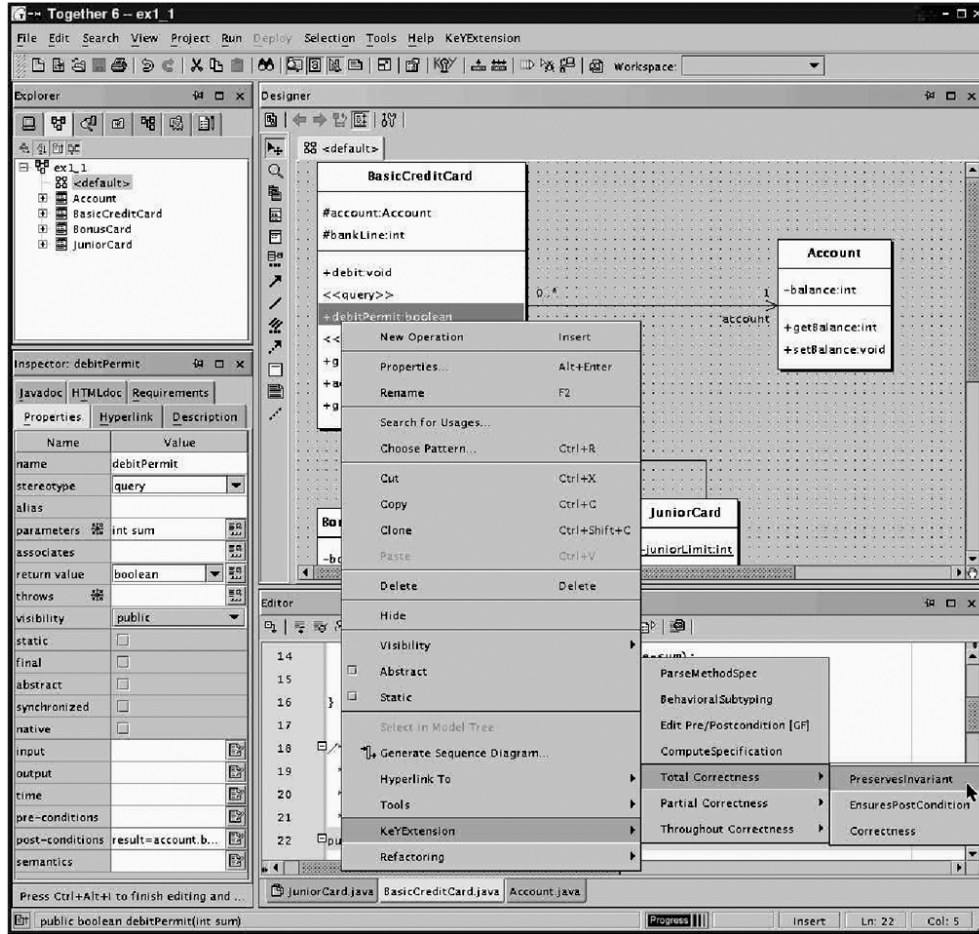 Together 6 -- ex1_1
File Edit Search View Project Run Deploy Selection Tools Help KeYExtension
Workspace:
Explorer
ex1_1
<default>
Account
BasicCreditCard
BonusCard
JuniorCard
Inspector: debitPermit
Javadoc HTMLdoc Requirements
Properties Hyperlink Description
Name Value
name debitPermit
stereotype query
alias
parameters int sum
associates
return value boolean
throws
visibility public
static
final
abstract
synchronized
native
input
output
time
pre-conditions
post-conditions result=account.b...
semantics
Press Ctrl+Alt+I to finish editing and ...
Designer
<default>
BasicCreditCard
#account:Account
#bankLine:int
+debit:void
<<query>>
+debitPermit:boolean
<<
+g
+a
+g
0..*
1
account
Account
-balance:int
+getBalance:int
+setBalance:void
Bo
-bo
JuniorCard
-juniorLimit:int
New Operation Insert
Properties... Alt+Enter
Rename F2
Search for Usages...
Choose Pattern... Ctrl+R
Cut Ctrl+X
Copy Ctrl+C
Clone Ctrl+Shift+C
Paste Ctrl+V
Delete Delete
Hide
Visibility
Abstract
Static
Select in Model Tree
Generate Sequence Diagram...
Hyperlink To
Tools
KeYExtension
Refactoring
ParseMethodSpec
BehavioralSubtyping
Edit Pre/Postcondition [GF]
ComputeSpecification
Total Correctness
Partial Correctness
Throughout Correctness
PreservesInvariant
EnsuresPostCondition
Correctness
Editor
14
15
16 }
17
18 /*
19 *
20 *
21 *
22 pu
JuniorCard.java BasicCreditCard.java Account.java
public boolean debitPermit(int sum)
Progress
Insert
Ln: 22
Col: 5